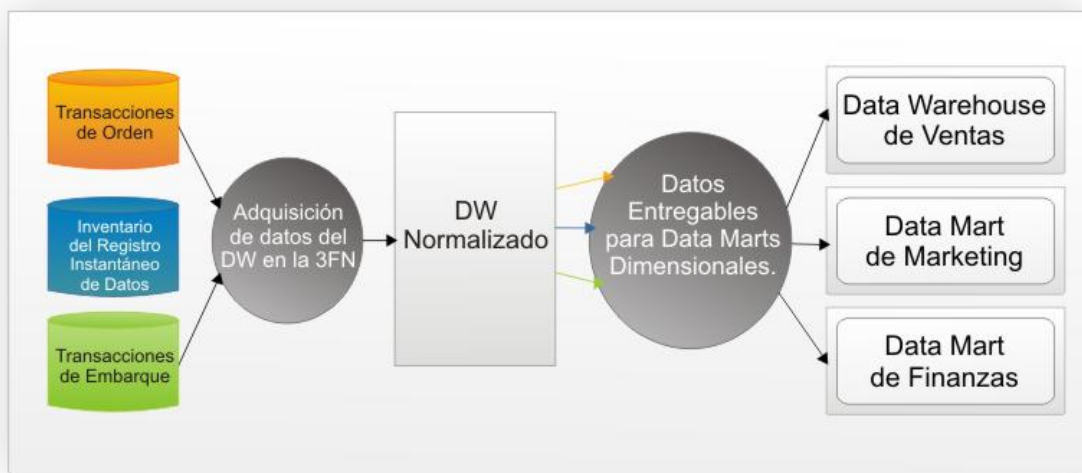 Transacciones
de Orden
Inventario
del Registro
Instantáneo
de Datos
Transacciones
de Embarque
Adquisición
de datos del
DW en la 3FN
DW
Normalizado
Datos
Entregables
para Data Marts
Dimensionales.
Data Warehouse
de Ventas
Data Mart
de Marketing
Data Mart
de Finanzas